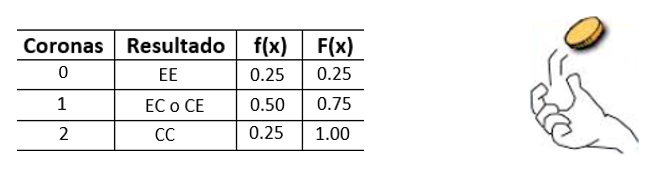 Coronas Resultado f(x) F(x)
0 EE 0.25 0.25
1 EC o CE 0.50 0.75
2 CC 0.25 1.00